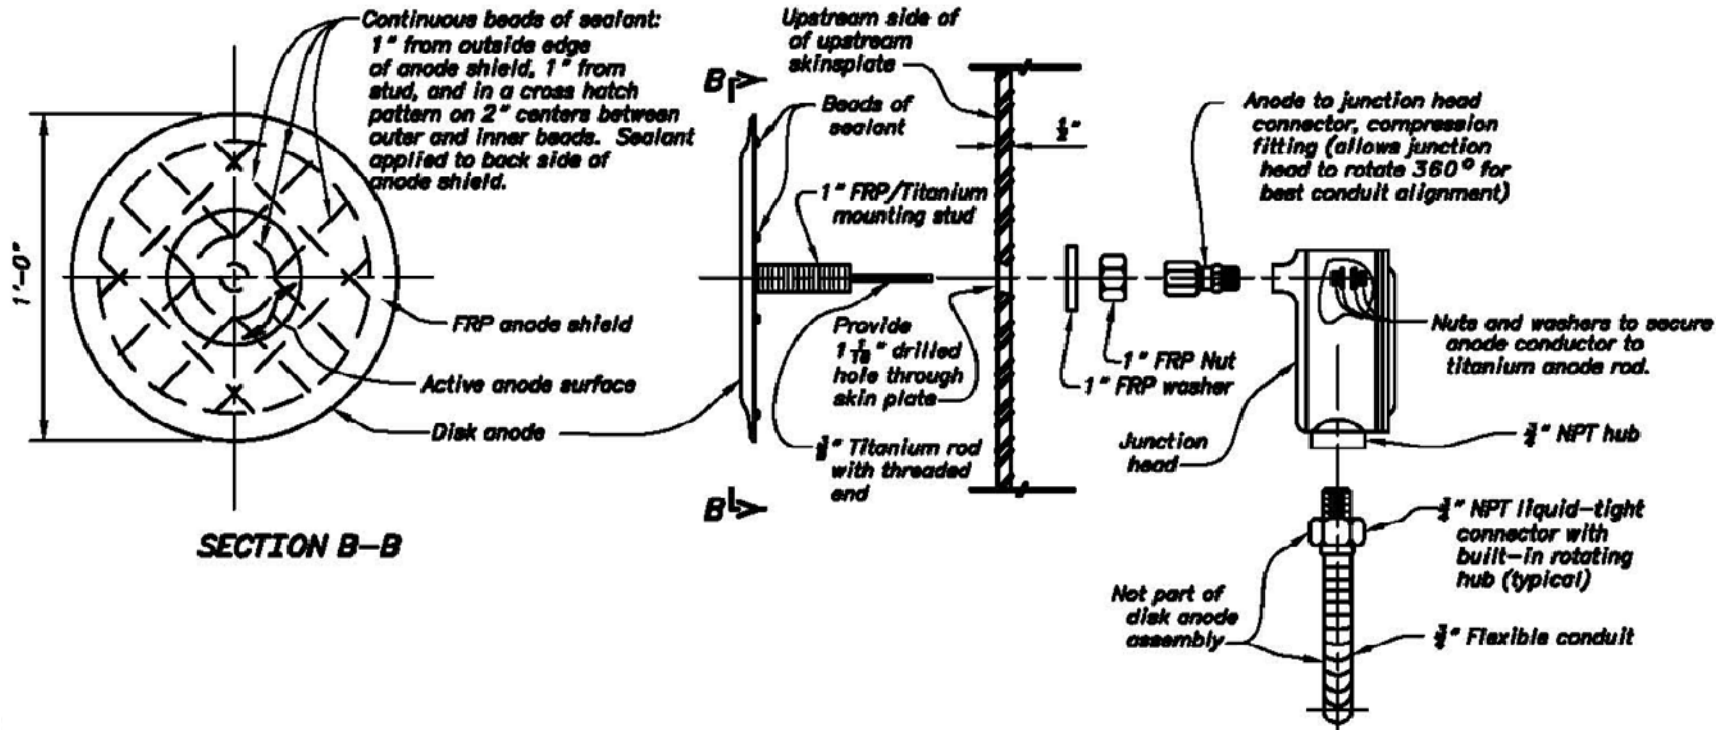 Continuous beads of sealant:
1" from outside edge
of anode shield, 1" from
stud, and in a cross hatch
pattern on 2" centers between
outer and inner beads. Sealant
applied to back side of
anode shield.
1'-0"
FRP anode shield
Active anode surface
Disk anode
SECTION B-B
B
Beads of
sealant
1" FRP/Titanium
mounting stud
Provide
1 1/16" drilled
hole through
skin plate
Titanium rod
with threaded
end
B
Upstream side of
of upstream
skinsplate
1/2"
1" FRP Nut
1" FRP washer
Anode to junction head
connector, compression
fitting (allows junction
head to rotate 360° for
best conduit alignment)
Nuts and washers to secure
anode conductor to
titanium anode rod.
Junction
head
3/4" NPT hub
3/4" NPT liquid-tight
connector with
built-in rotating
hub (typical)
Not part of
disk anode
assembly
3/4" Flexible conduit